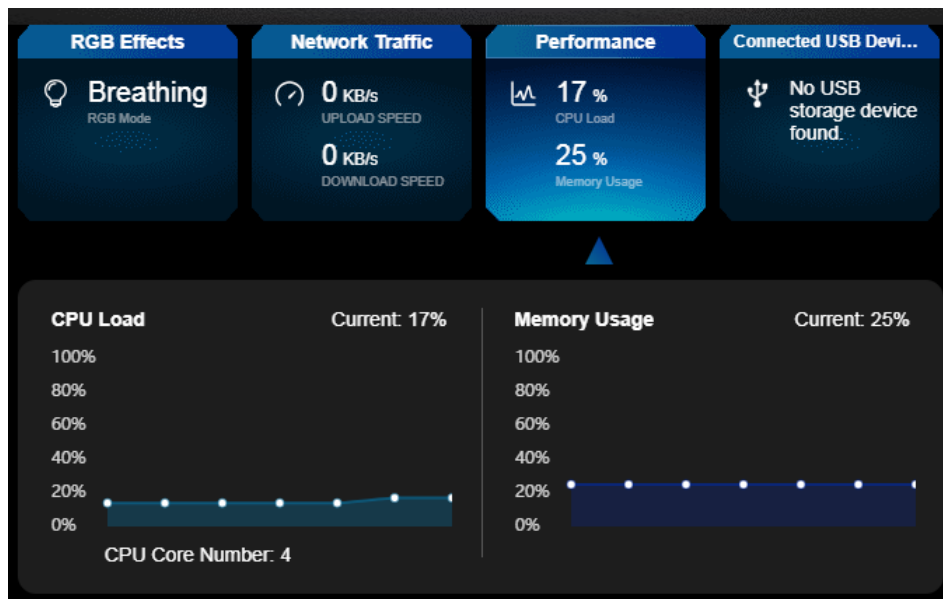 RGB Effects
Breathing
RGB Mode
Network Traffic
0 KB/s
UPLOAD SPEED
0 KB/s
DOWNLOAD SPEED
Performance
17 %
CPU Load
25 %
Memory Usage
Connected USB Devi...
No USB
storage device
found.
CPU Load
Current: 17%
100%
80%
60%
40%
20%
0%
CPU Core Number: 4
Memory Usage
Current: 25%
100%
80%
60%
40%
20%
0%